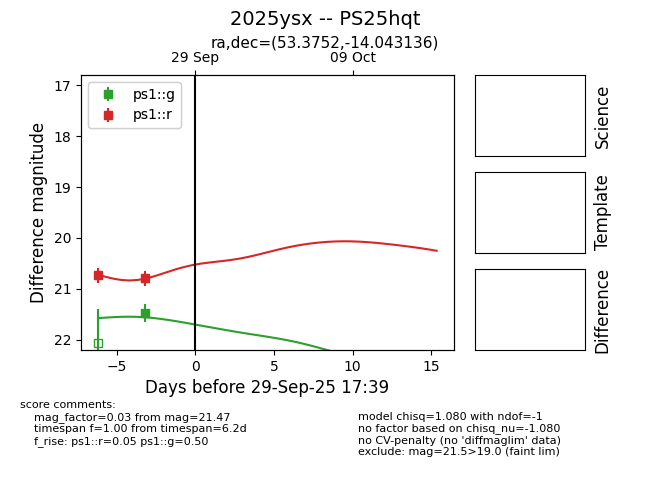 2025ysx -- PS25hqt
ra,dec=(53.3752,-14.043136)
29 Sep
09 Oct
ps1::g
ps1::r
17
18
19
20
21
22
Difference magnitude
−5
0
5
10
15
Days before 29-Sep-25 17:39
Science
Template
Difference
score comments:
mag_factor=0.03 from mag=21.47
timespan f=1.00 from timespan=6.2d
f_rise: ps1::r=0.05 ps1::g=0.50
model chisq=1.080 with ndof=-1
no factor based on chisq_nu=-1.080
no CV-penalty (no 'diffmaglim' data)
exclude: mag=21.5>19.0 (faint lim)